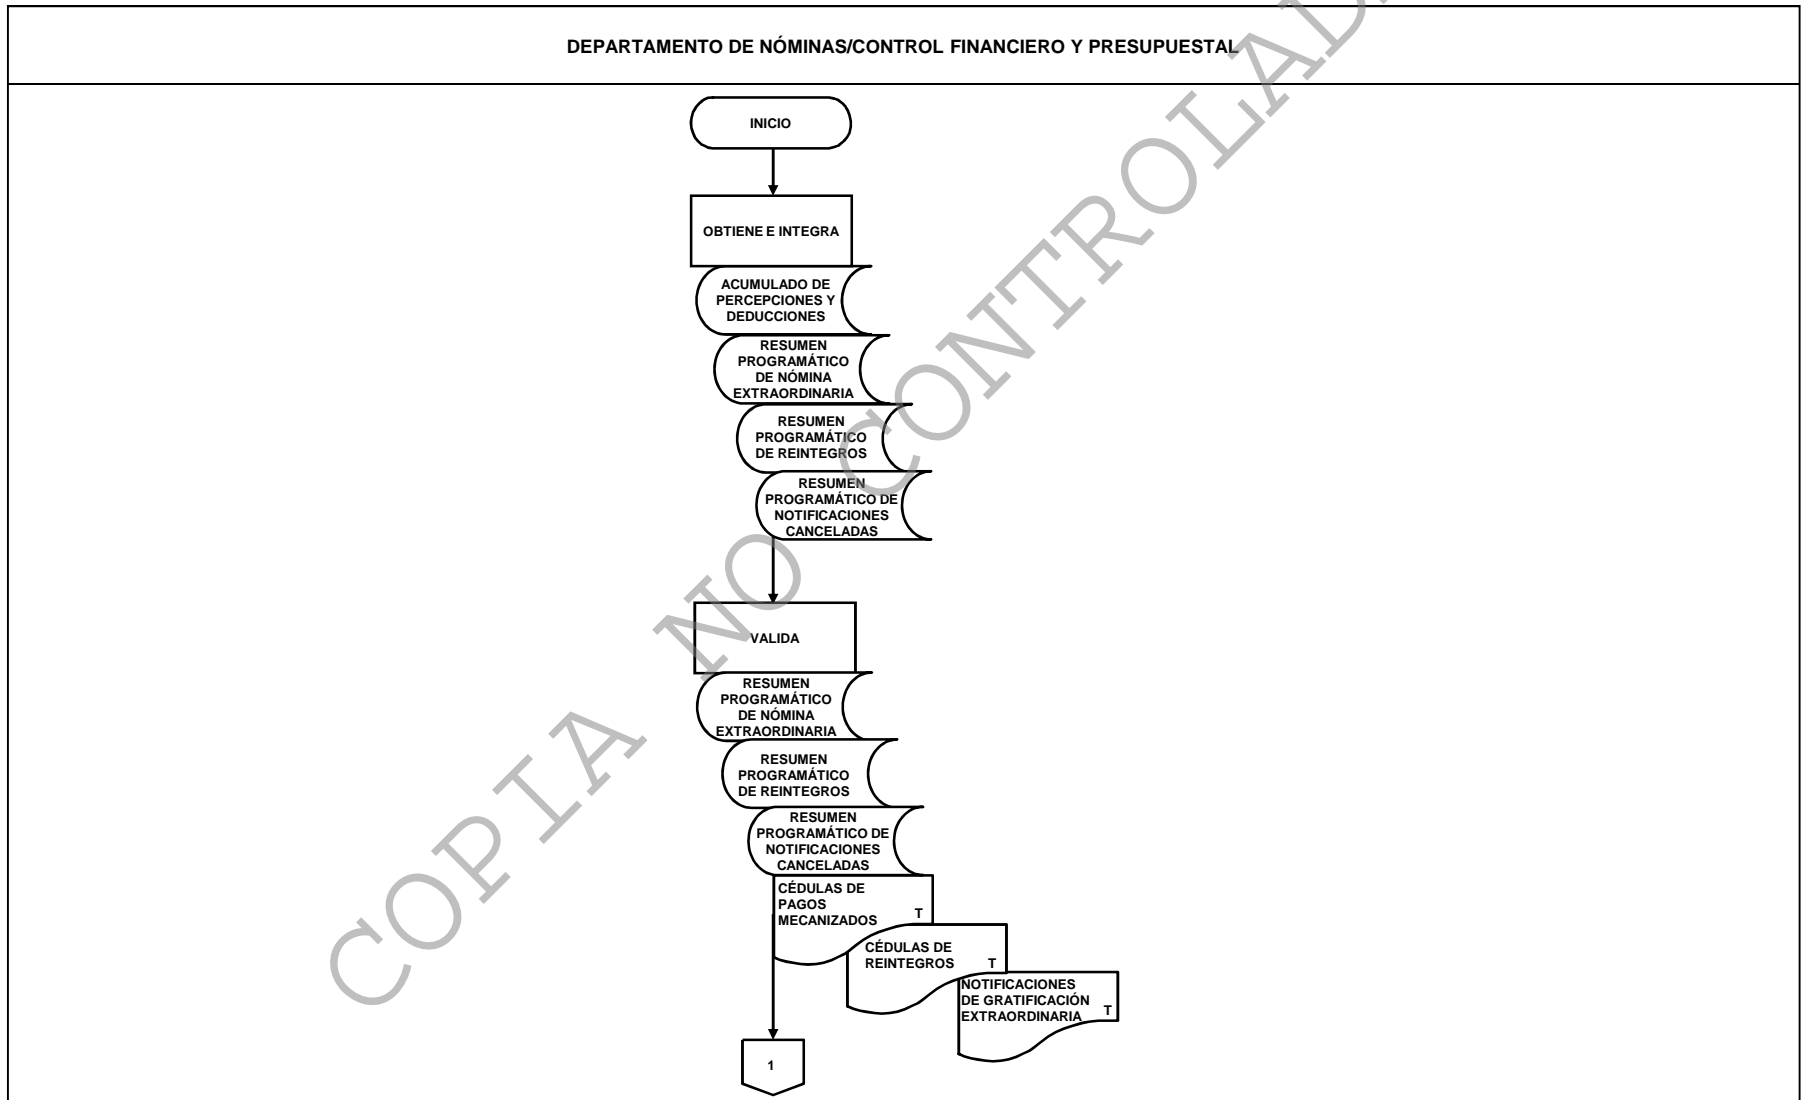 DEPARTAMENTO DE NÓMINAS/CONTROL FINANCIERO Y PRESUPUESTAL
INICIO
OBTIENE E INTEGRA
ACUMULADO DE
PERCEPCIONES Y
DEDUCCIONES
RESUMEN
PROGRAMÁTICO
DE NÓMINA
EXTRAORDINARIA
RESUMEN
PROGRAMÁTICO
DE REINTEGROS
RESUMEN
PROGRAMÁTICO DE
NOTIFICACIONES
CANCELADAS
VALIDA
RESUMEN
PROGRAMÁTICO
DE NÓMINA
EXTRAORDINARIA
RESUMEN
PROGRAMÁTICO
DE REINTEGROS
RESUMEN
PROGRAMÁTICO DE
NOTIFICACIONES
CANCELADAS
CÉDULAS DE
PAGOS
MECANIZADOS T
CÉDULAS DE
REINTEGROS T
NOTIFICACIONES
DE GRATIFICACIÓN
EXTRAORDINARIA T
1
COPIA NO CONTROLAD